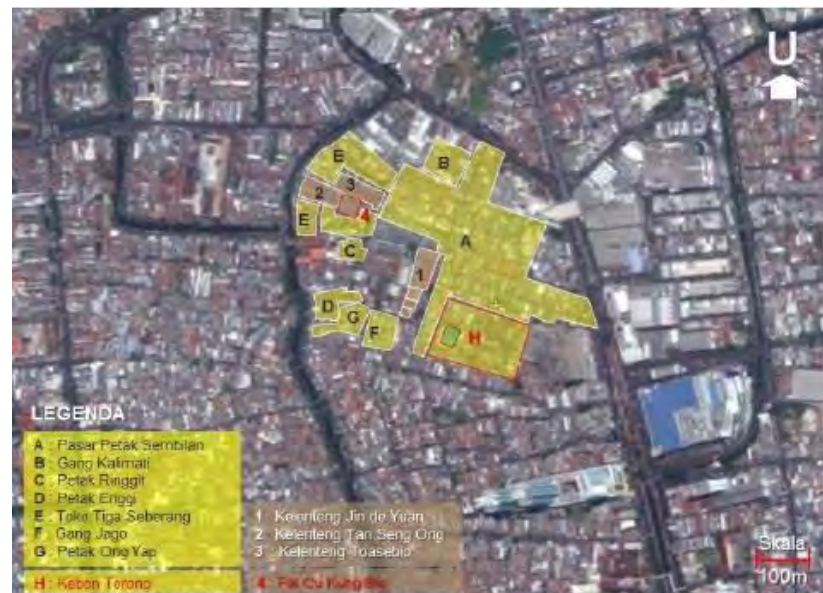 U
E
B
3
2
4
E
A
C
1
D
G
F
H
LEGENDA
A : Pasar Petak Sembilan
B : Gang Kalimati
C : Petak Ringgit
D : Petak Enggi
E : Toko Tiga Seberang
F : Gang Jago
G : Petak Ong Yap
H : Kebon Torong
1 Kelenteng Jin de Yuan
2 Kelenteng Tan Seng Ong
3 Kelenteng Toasebio
4 Fat Cu Kung Bio
Skala
100m